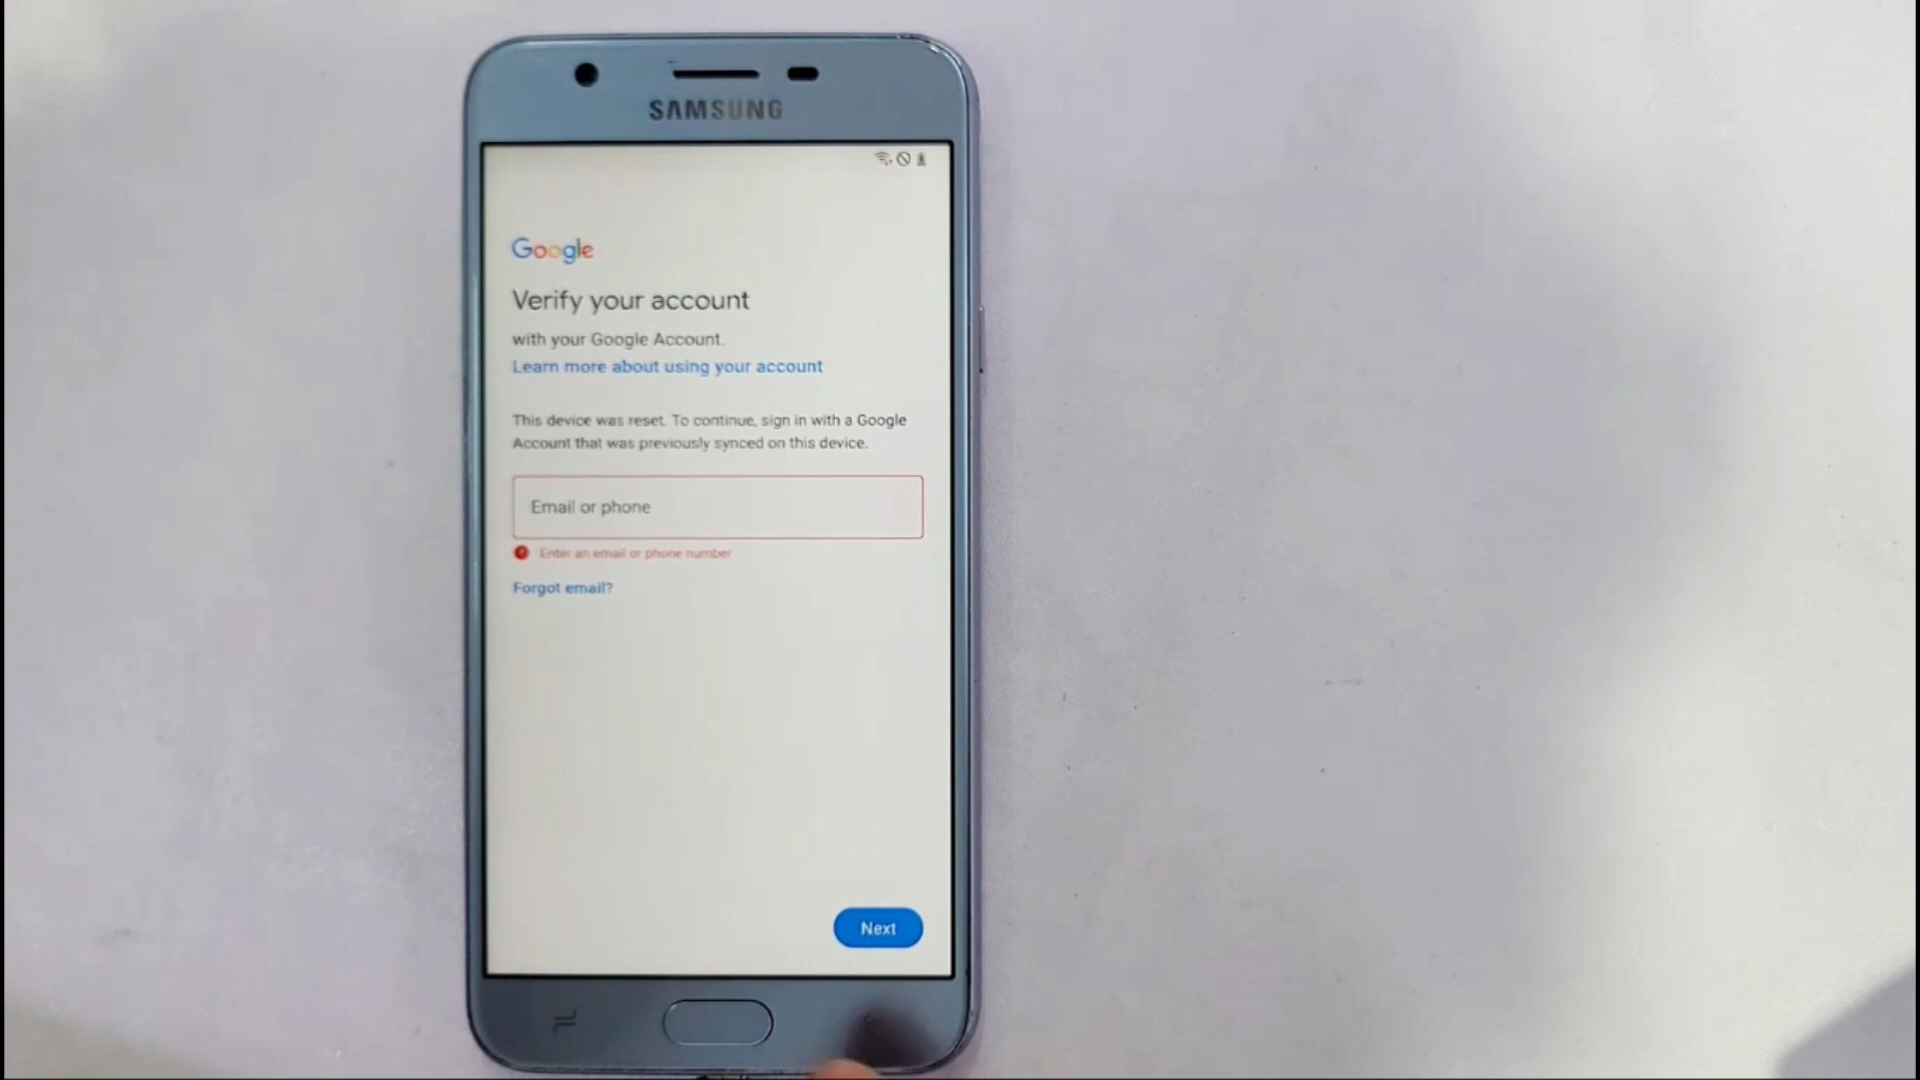 SAMSUNG
Google
Verify your account
with your Google Account.
Learn more about using your account
This device was reset. To continue, sign in with a Google
Account that was previously synced on this device.
Email or phone
Enter an email or phone number
Forgot email?
Next